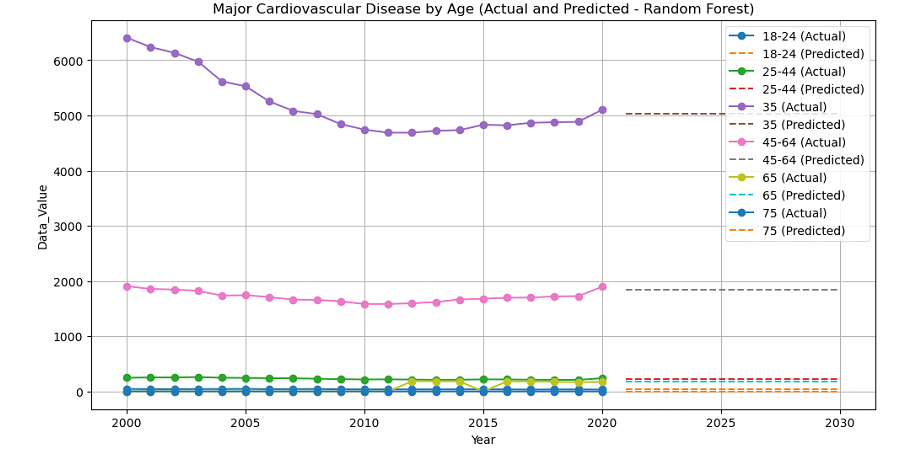 Major Cardiovascular Disease by Age (Actual and Predicted - Random Forest)
18-24 (Actual)
18-24 (Predicted)
25-44 (Actual)
25-44 (Predicted)
35 (Actual)
35 (Predicted)
45-64 (Actual)
45-64 (Predicted)
65 (Actual)
65 (Predicted)
75 (Actual)
75 (Predicted)
Data_Value
6000
5000
4000
3000
2000
1000
0
2000
2005
2010
2015
2020
2025
2030
Year